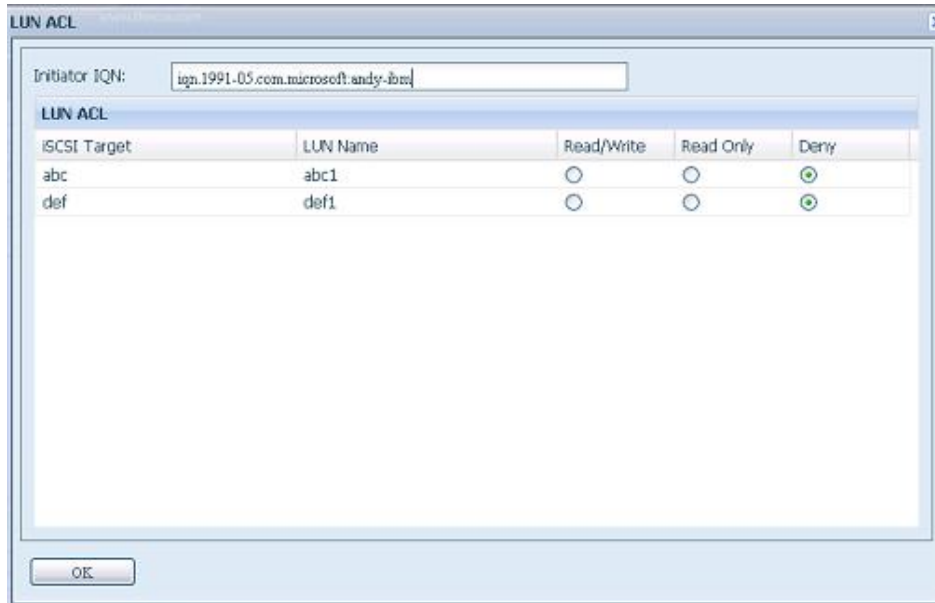 LUN ACL
Initiator IQN: iqn.1991-05.com.microsoft:andy-ibm
LUN ACL
iSCSI Target LUN Name Read/Write Read Only Deny
abc abc1
def def1
OK